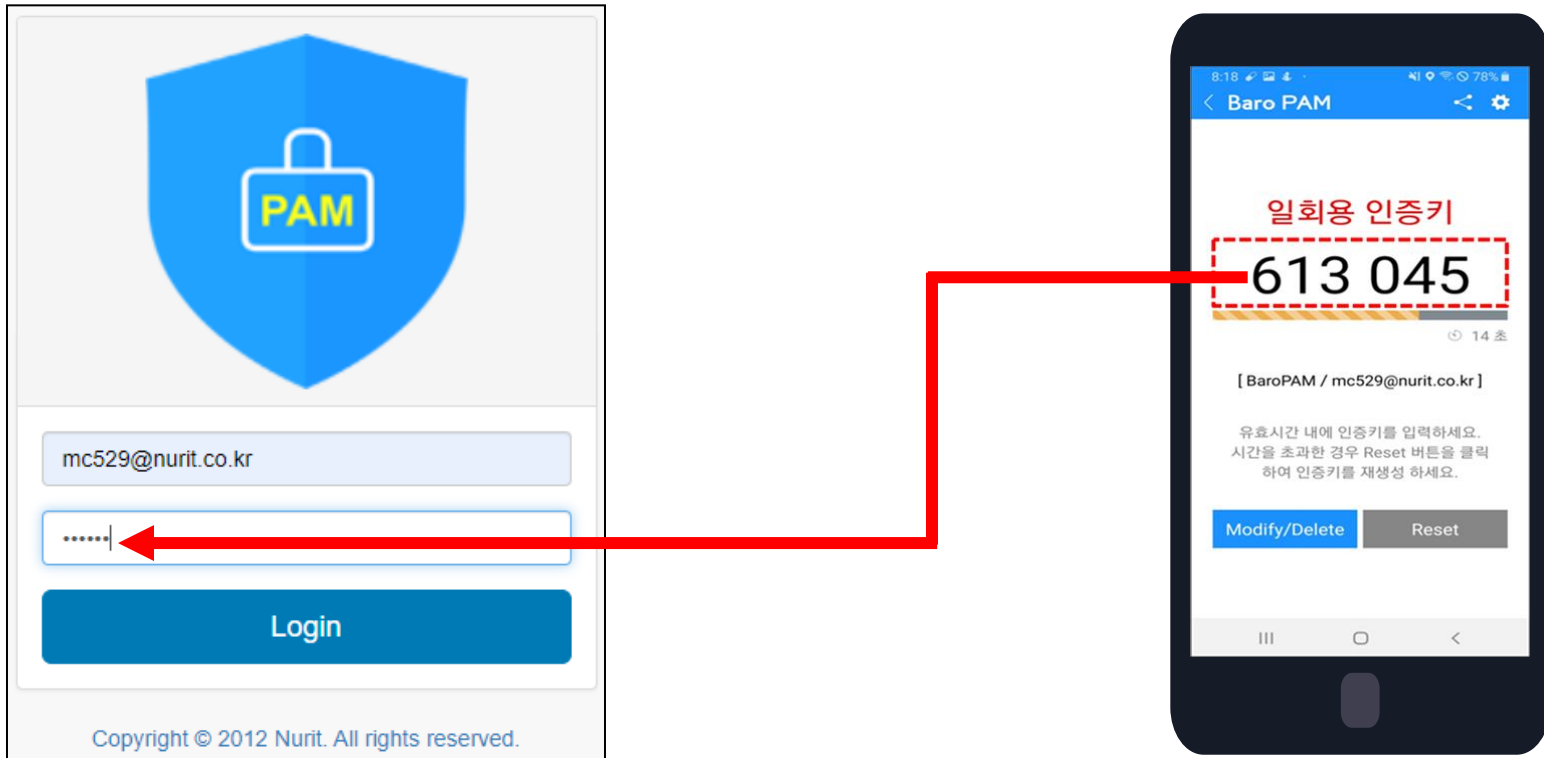 PAM
mc529@nurit.co.kr
••••••
Login
Copyright © 2012 Nurit. All rights reserved.
8:18
78%
Baro PAM
일회용 인증키
613 045
14 초
[ BaroPAM / mc529@nurit.co.kr ]
유효시간 내에 인증키를 입력하세요.
시간을 초과한 경우 Reset 버튼을 클릭
하여 인증키를 재생성 하세요.
Modify/Delete
Reset